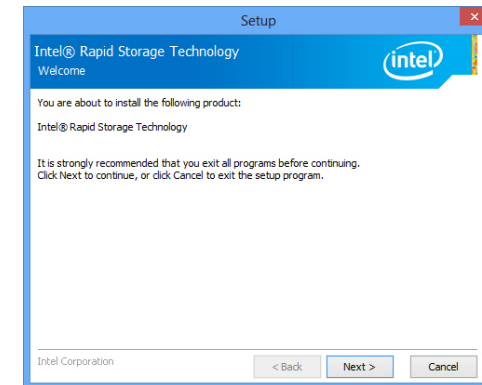 Setup
Intel® Rapid Storage Technology
Welcome
intel
You are about to install the following product:
Intel® Rapid Storage Technology
It is strongly recommended that you exit all programs before continuing.
Click Next to continue, or click Cancel to exit the setup program.
Intel Corporation
< Back
Next >
Cancel